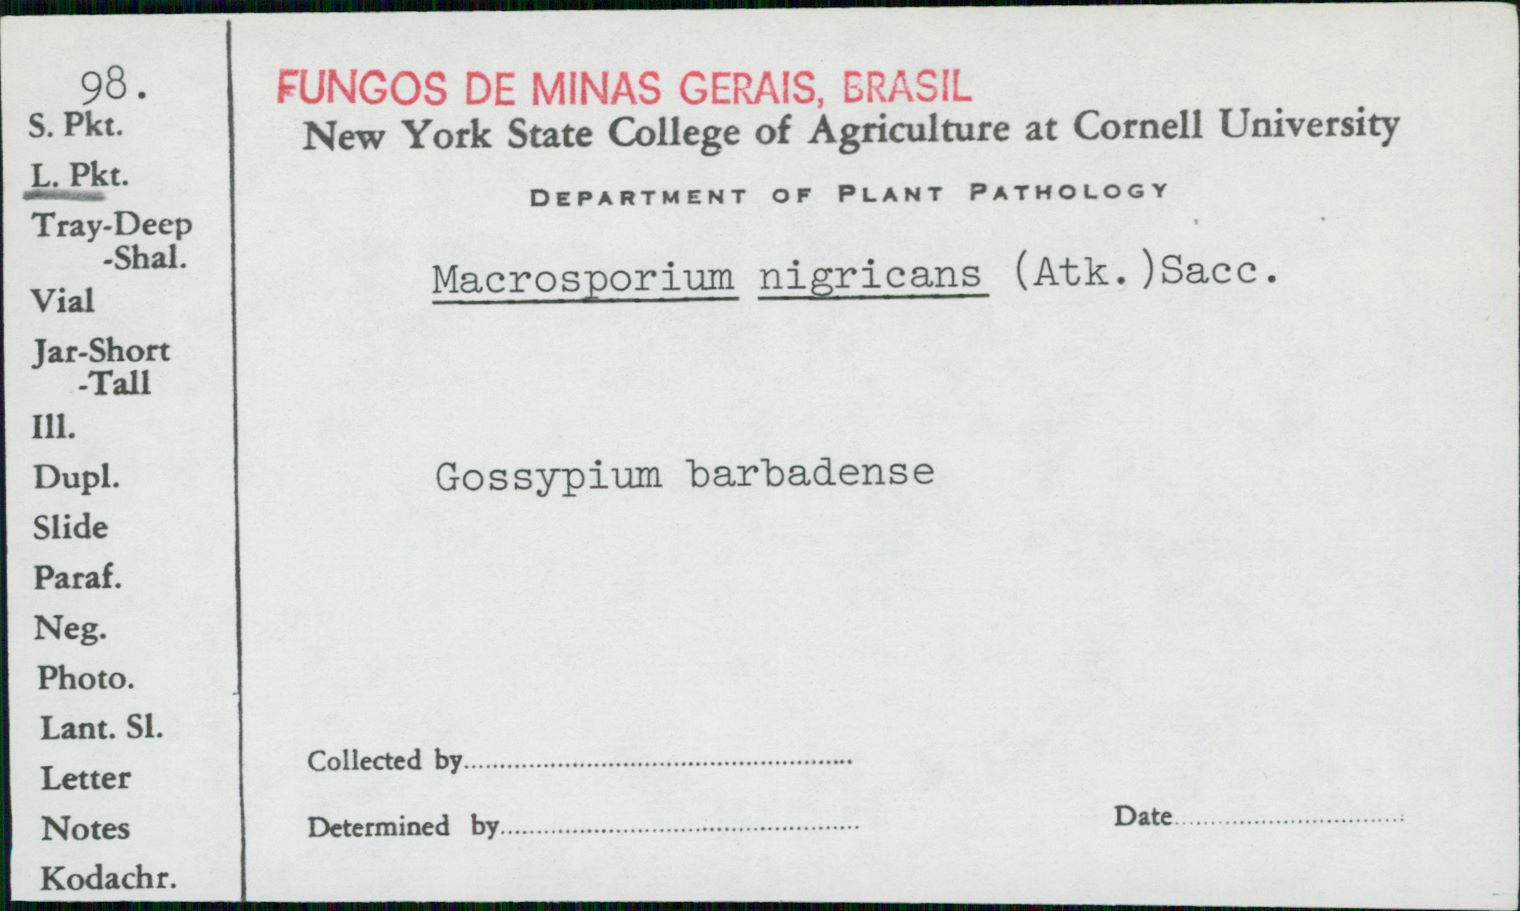 98.
S. Pkt.
L. Pkt.
Tray-Deep
-Shal.
Vial
Jar-Short
-Tall
Ill.
Dupl.
Slide
Paraf.
Neg.
Photo.
Lant. Sl.
Letter
Notes
Kodachr.
FUNGOS DE MINAS GERAIS, BRASIL
New York State College of Agriculture at Cornell University
DEPARTMENT OF PLANT PATHOLOGY
Macrosporium nigricans (Atk.)Sacc.
Gossypium barbadense
Collected by
Determined by
Date